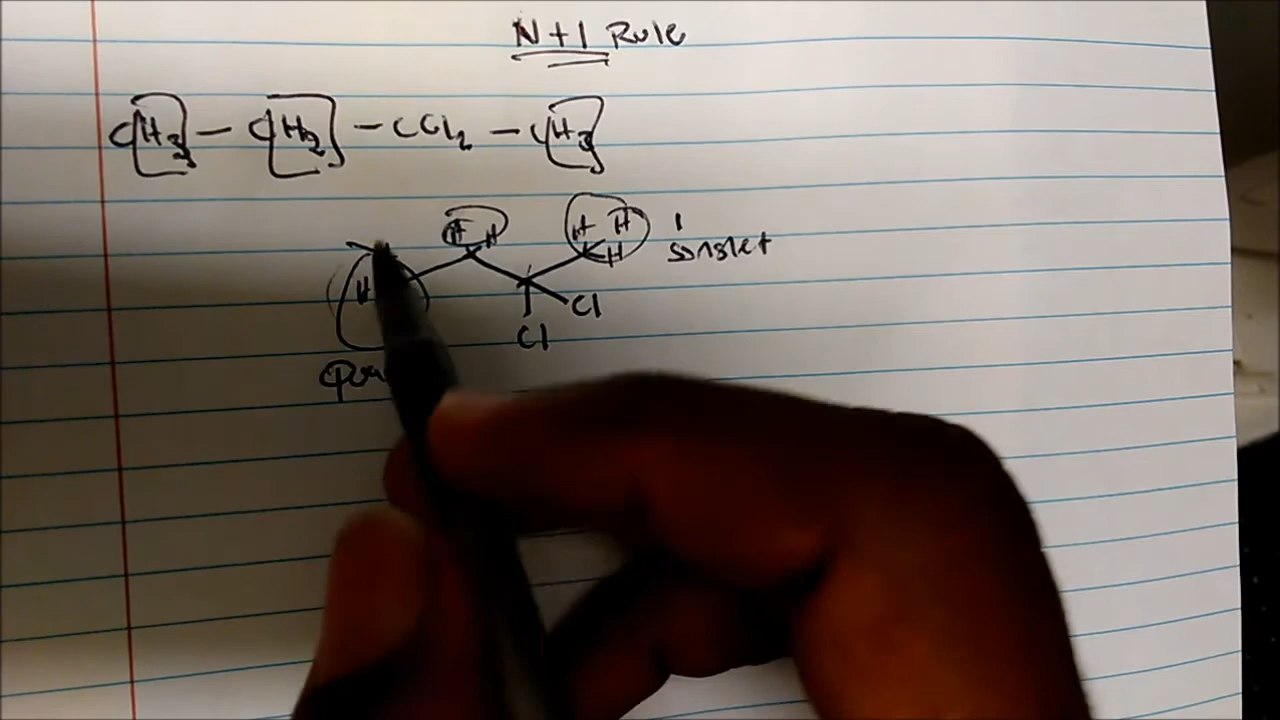 N+1 Rule
CH3 — CH2 — CCl2 — CH3
H H H H H 1
H H singlet
Cl
Cl